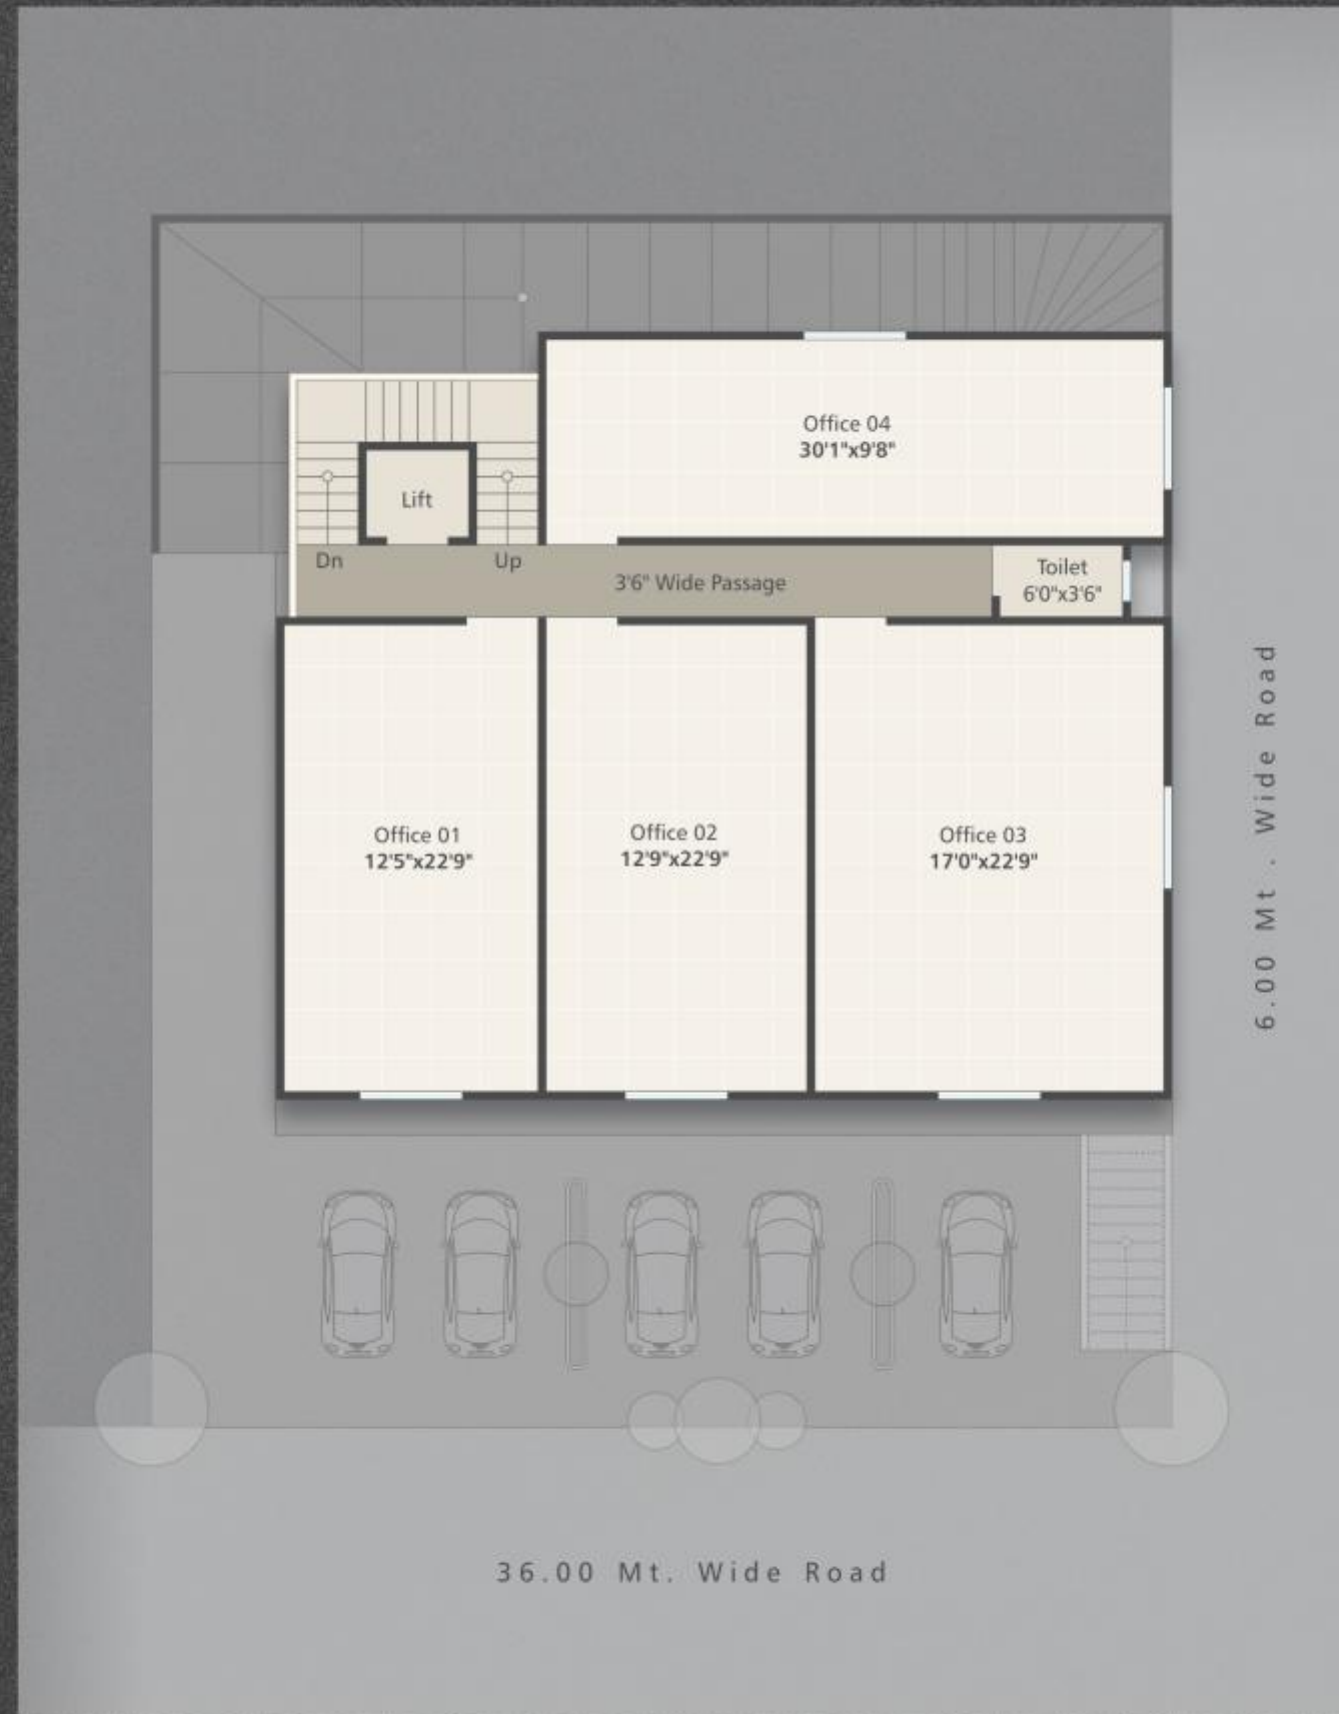 Office 04
30'1"x9'8"
Lift
Dn
Up
3'6" Wide Passage
Toilet
6'0"x3'6"
Office 01
12'5"x22'9"
Office 02
12'9"x22'9"
Office 03
17'0"x22'9"
6.00 Mt . Wide Road
36.00 Mt. Wide Road